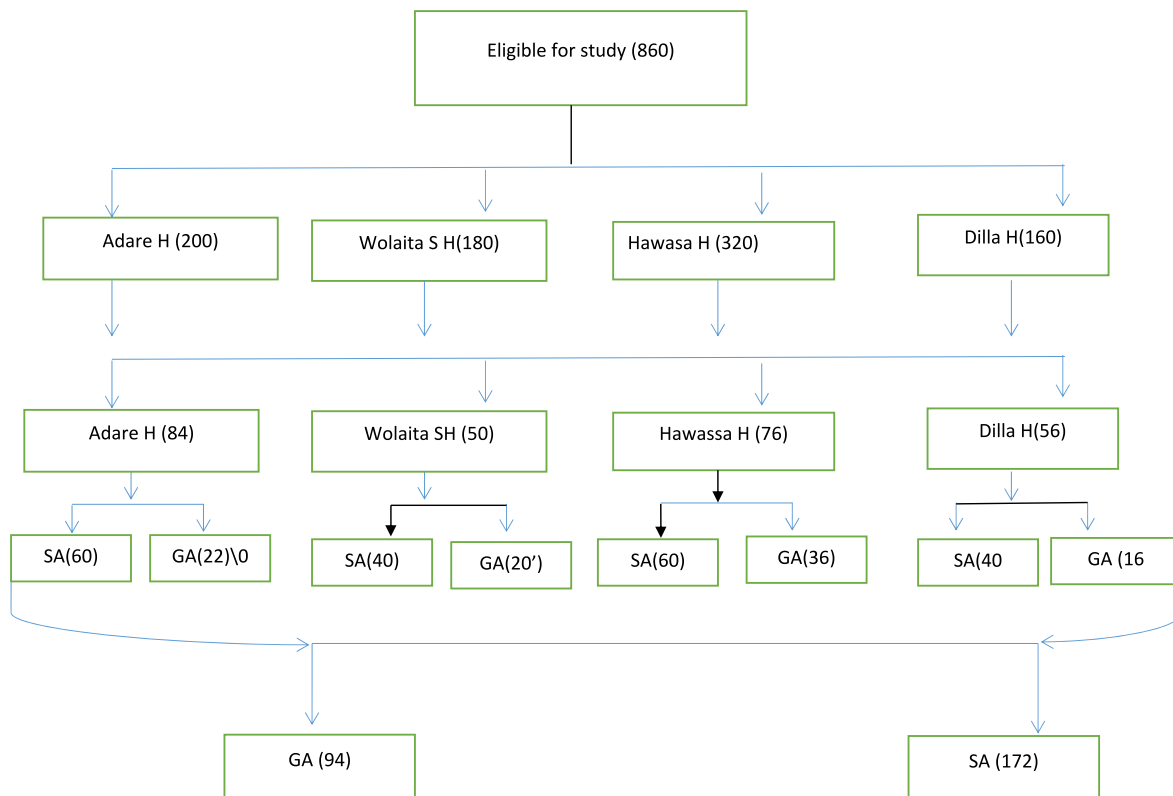 Eligible for study (860)
Adare H (200)
Wolaita S H(180)
Hawasa H (320)
Dilla H(160)
Adare H (84)
Wolaita SH (50)
Hawassa H (76)
Dilla H(56)
SA(60)
GA(22)\0
SA(40)
GA(20’)
SA(60)
GA(36)
SA(40
GA (16
GA (94)
SA (172)